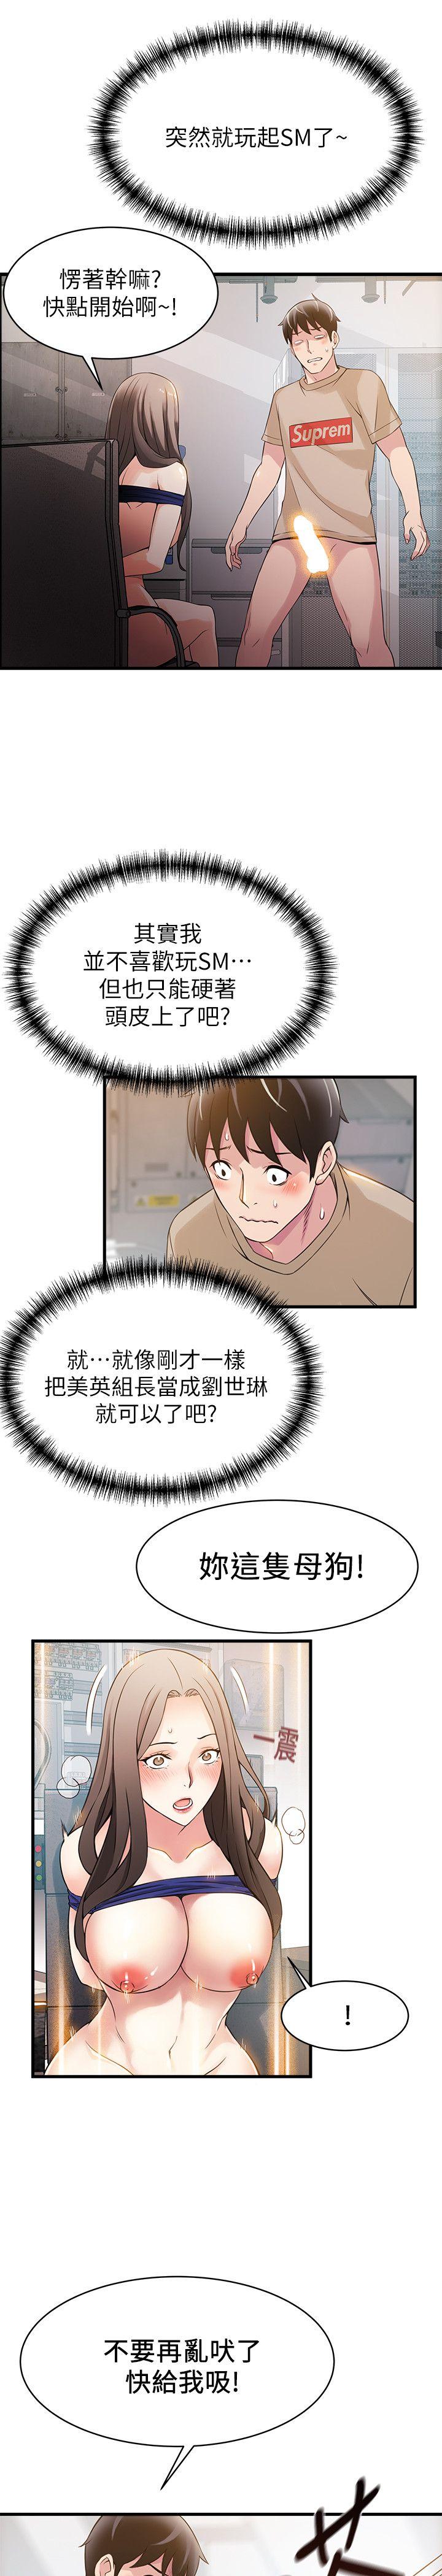 突然就玩起SM了~
愣著幹嘛?
快點開始啊~!
Suprem
其實我
並不喜歡玩SM…
但也只能硬著
頭皮上了吧?
就…就像剛才一樣
把美英組長當成劉世琳
就可以了吧?
妳這隻母狗!
一震
!
不要再亂吠了
快給我吸!